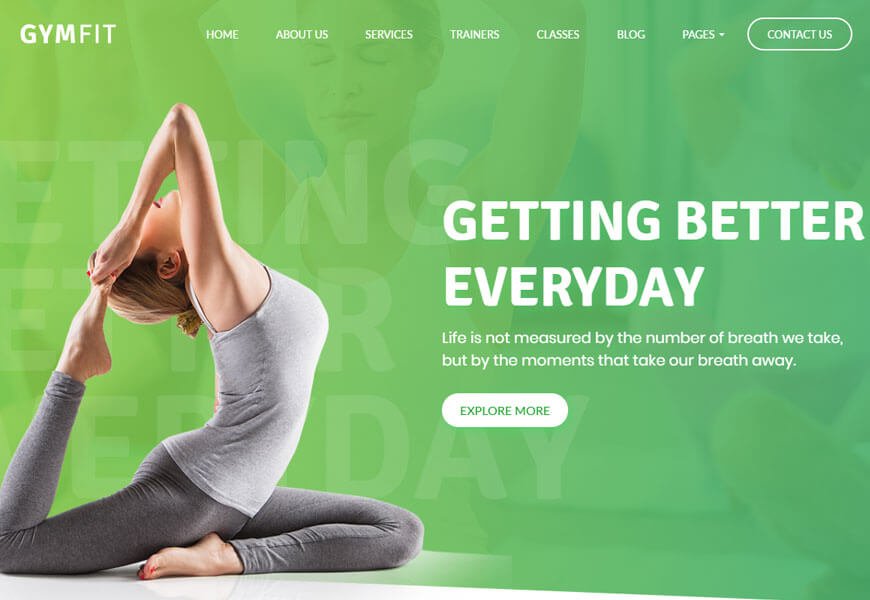 GYMFIT
HOME ABOUT US SERVICES TRAINERS CLASSES BLOG PAGES CONTACT US
GETTING BETTER
EVERYDAY
Life is not measured by the number of breath we take,
but by the moments that take our breath away.
EXPLORE MORE
ETTING
ETTER
VERYDAY